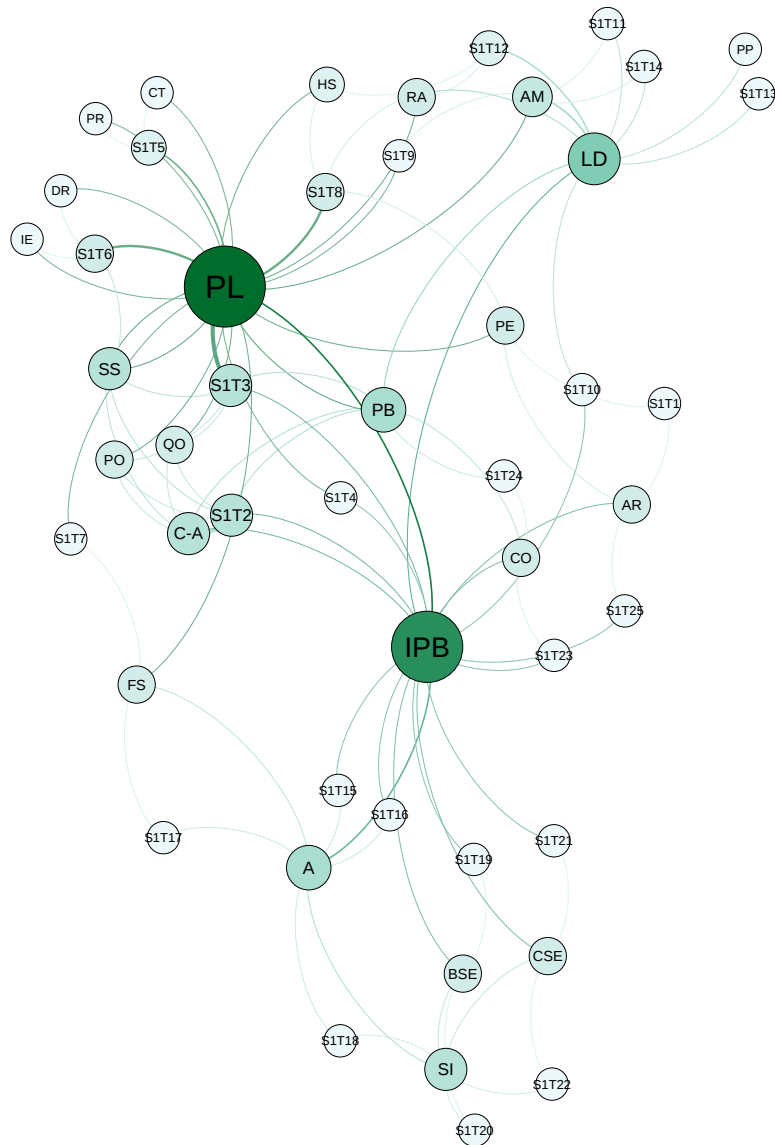 S1T11
S1T12
PP
S1T14
HS
CT
RA
AM
S1T13
PR
S1T5
S1T9
LD
DR
S1T8
IE
S1T6
PL
PE
SS
S1T3
S1T10
S1T1
PB
QO
PO
S1T24
S1T4
AR
S1T2
C-A
S1T7
CO
S1T25
IPB
S1T23
FS
S1T15
S1T16
S1T17
S1T21
S1T19
A
CSE
BSE
S1T18
SI
S1T22
S1T20